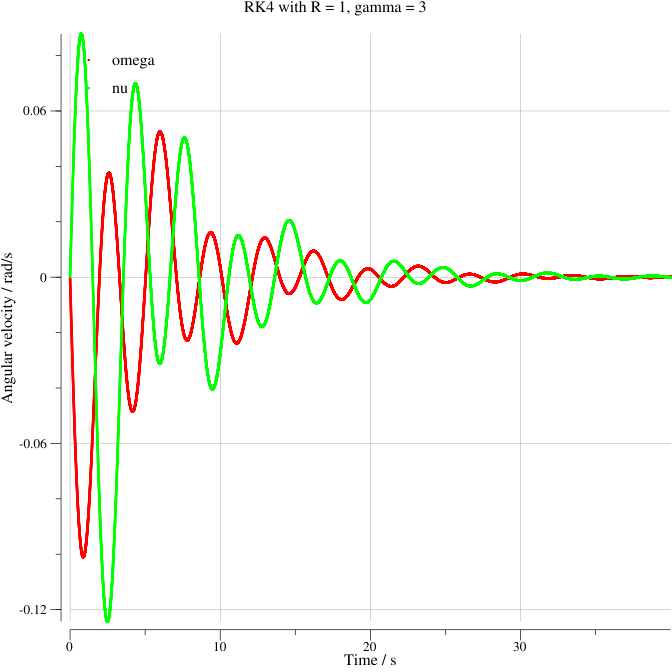 RK4 with R = 1, gamma = 3
omega
nu
0.06
0
-0.06
-0.12
Angular velocity / rad/s
0
10
20
30
Time / s